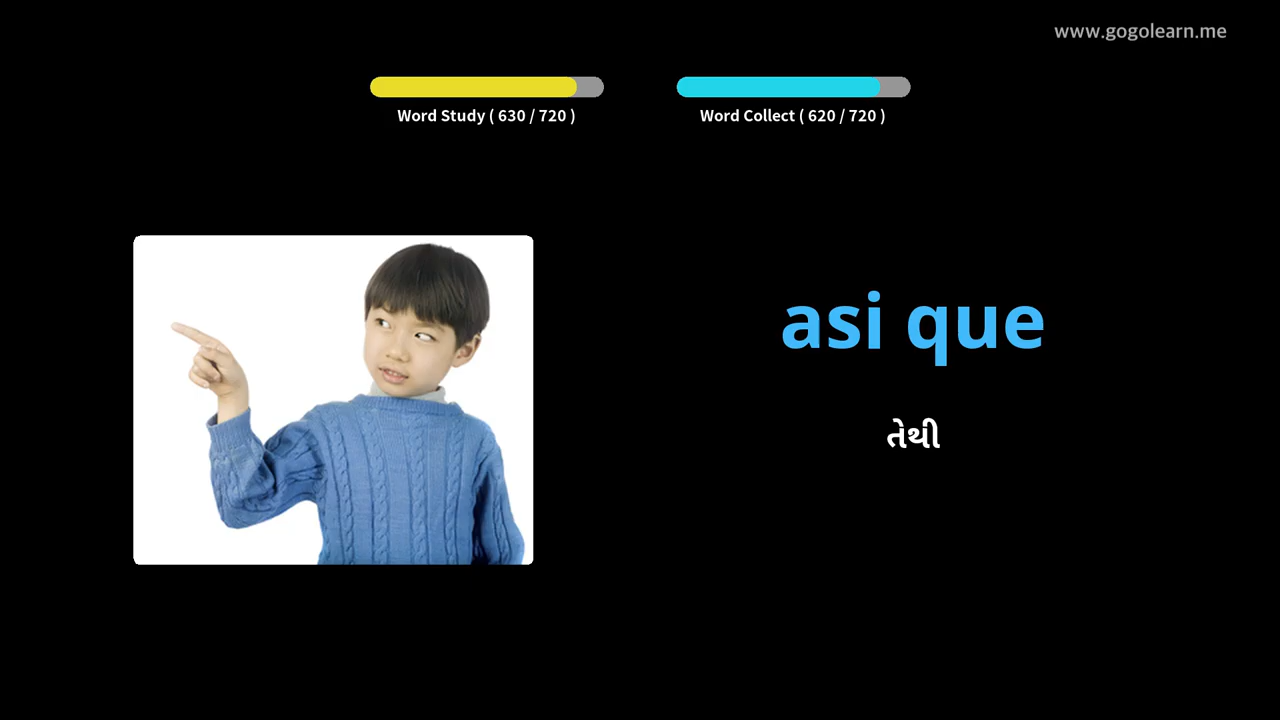 www.gogolearn.me
Word Study ( 630 / 720 )
Word Collect ( 620 / 720 )
asi que
તેથી